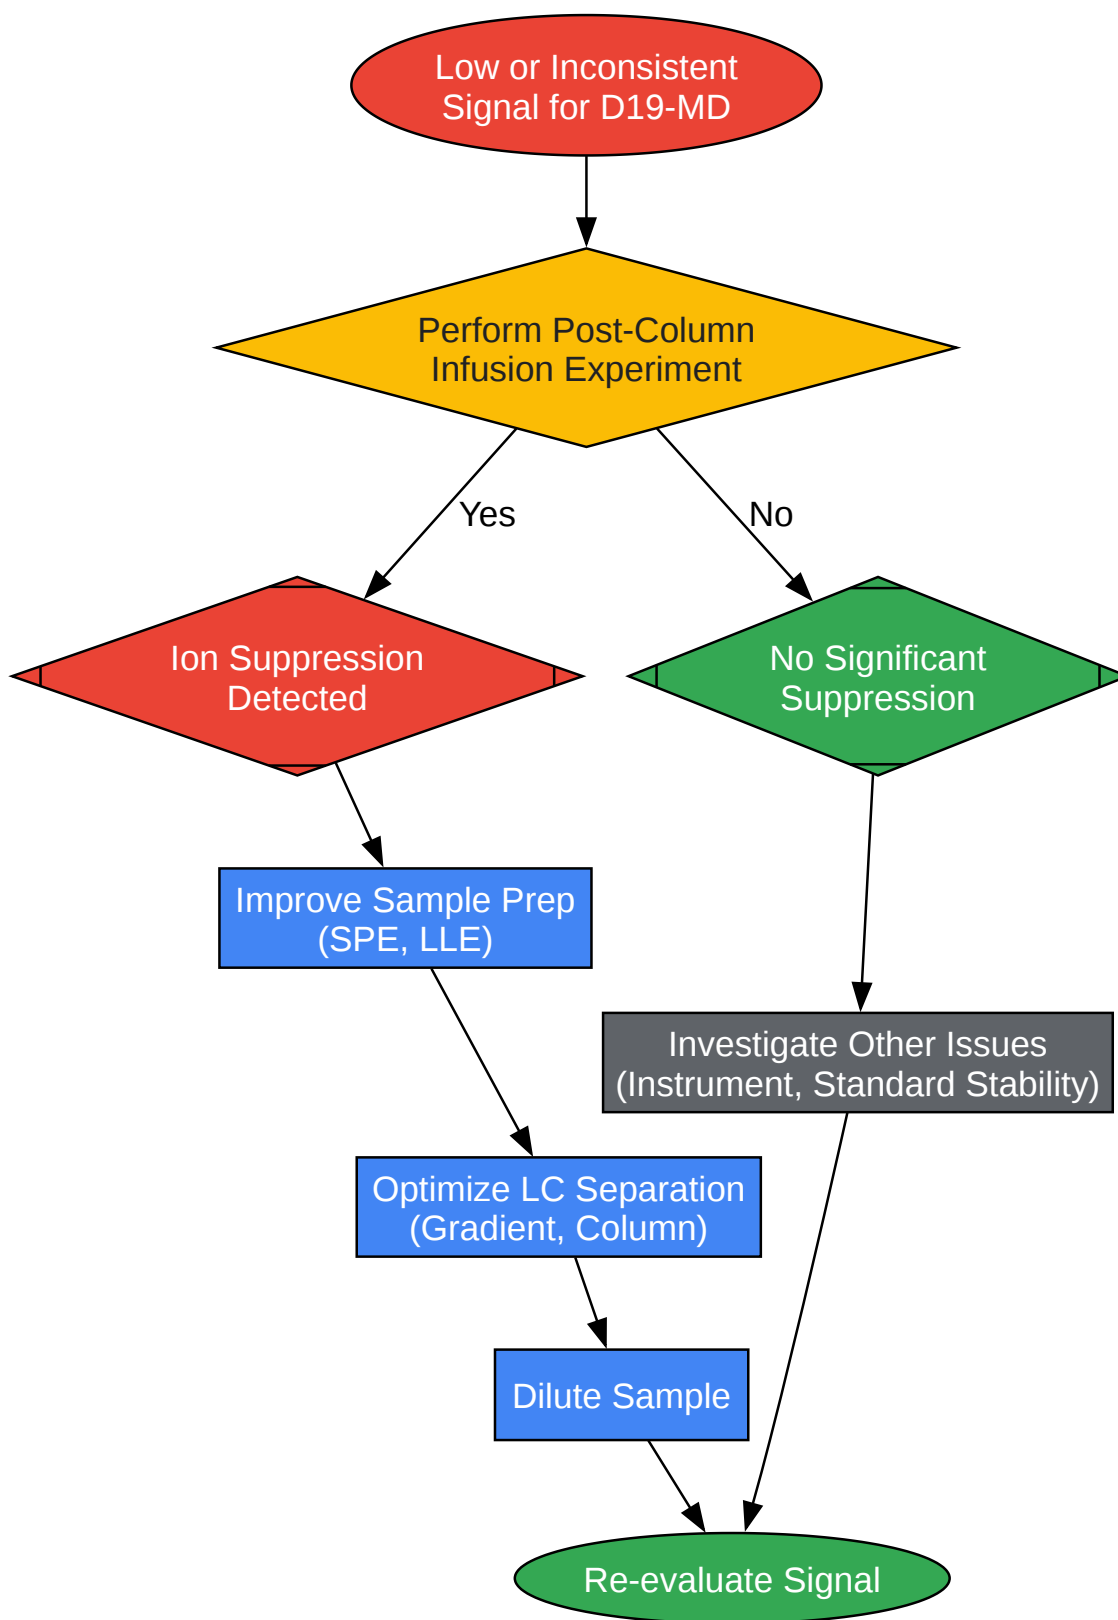 Low or Inconsistent
Signal for D19-MD
Perform Post-Column
Infusion Experiment
Yes
No
Ion Suppression
Detected
No Significant
Suppression
Improve Sample Prep
(SPE, LLE)
Investigate Other Issues
(Instrument, Standard Stability)
Optimize LC Separation
(Gradient, Column)
Dilute Sample
Re-evaluate Signal